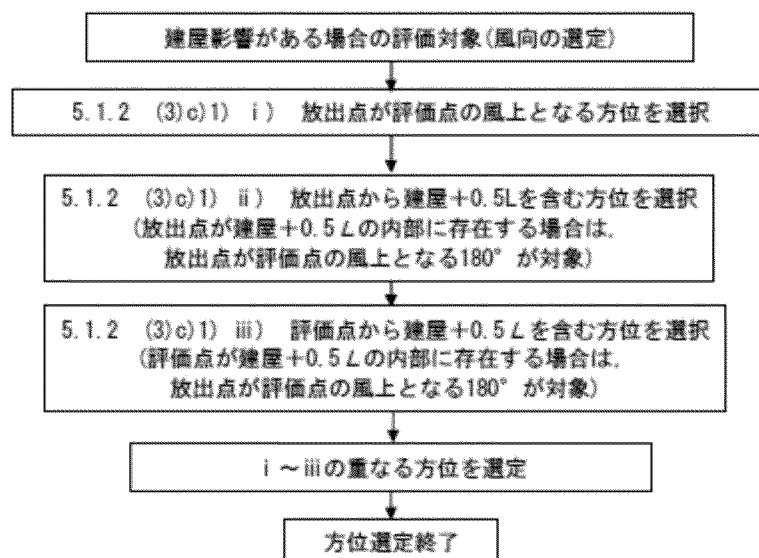 建屋影響がある場合の評価対象(風向の選定)
5.1.2 (3)c)1) ⅰ) 放出点が評価点の風上となる方位を選択
5.1.2 (3)c)1) ⅱ) 放出点から建屋+0.5Lを含む方位を選択
(放出点が建屋+0.5Lの内部に存在する場合は,
放出点が評価点の風上となる180°が対象)
5.1.2 (3)c)1) ⅲ) 評価点から建屋+0.5Lを含む方位を選択
(評価点が建屋+0.5Lの内部に存在する場合は,
放出点が評価点の風上となる180°が対象)
ⅰ~ⅲの重なる方位を選定
方位選定終了